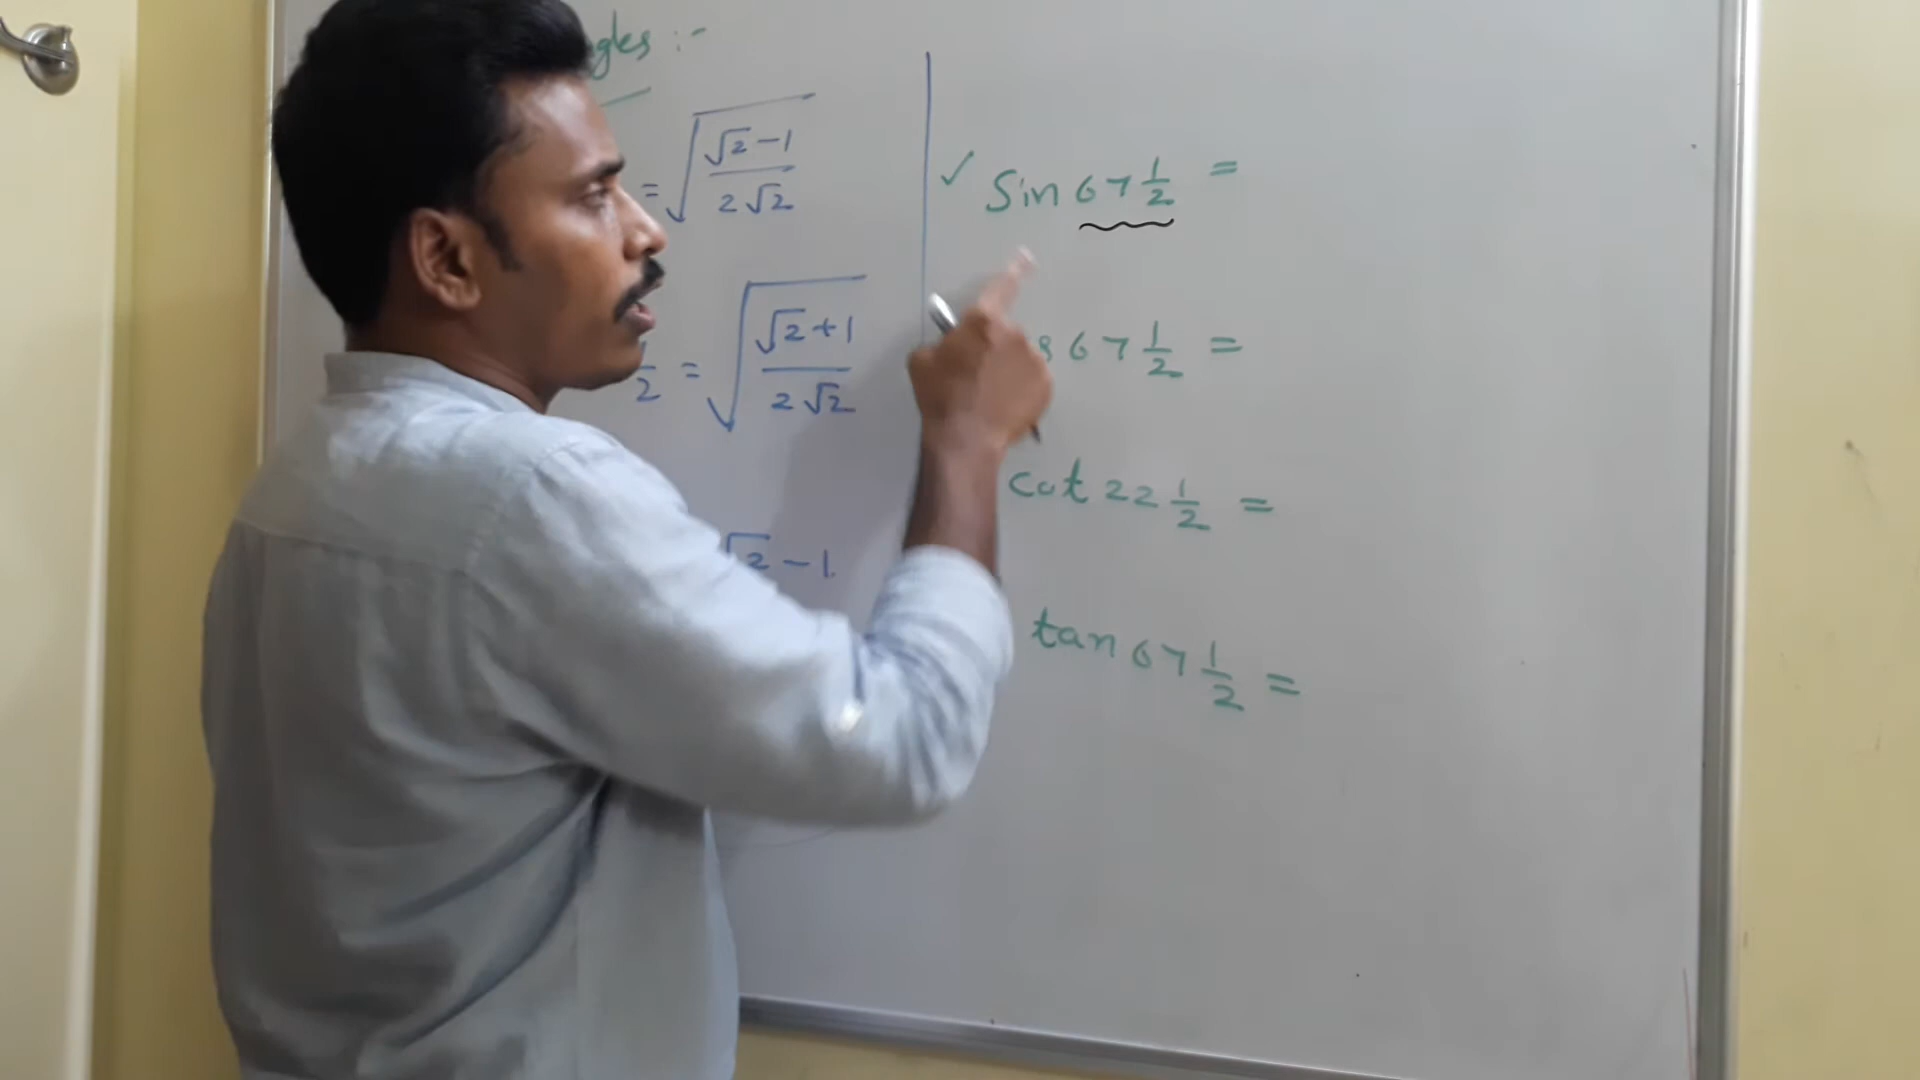 gles :-
= √((√2 - 1)/(2√2))
1/2 = √((√2 + 1)/(2√2))
√2 - 1
✓ Sin 67 1/2 =
s 67 1/2 =
cot 22 1/2 =
tan 67 1/2 =